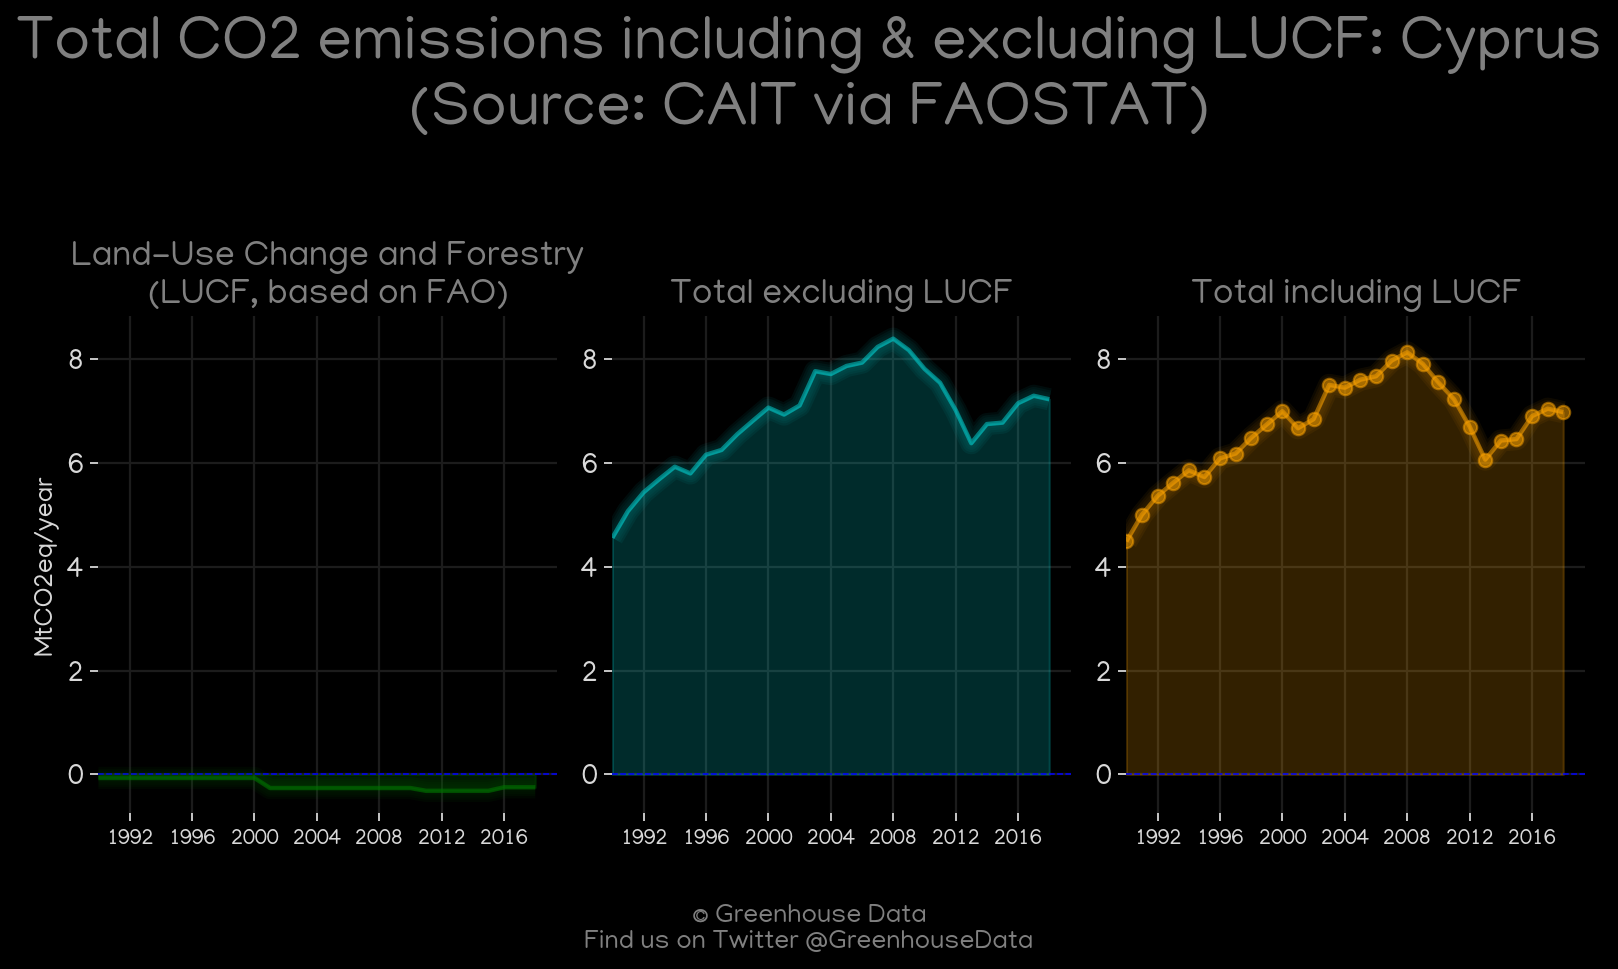 Total CO2 emissions including & excluding LUCF: Cyprus
(Source: CAIT via FAOSTAT)
Land-Use Change and Forestry
(LUCF, based on FAO)
Total excluding LUCF
Total including LUCF
MtCO2eq/year
8
6
4
2
0
1992 1996 2000 2004 2008 2012 2016
8
6
4
2
0
1992 1996 2000 2004 2008 2012 2016
8
6
4
2
0
1992 1996 2000 2004 2008 2012 2016
© Greenhouse Data
Find us on Twitter @GreenhouseData